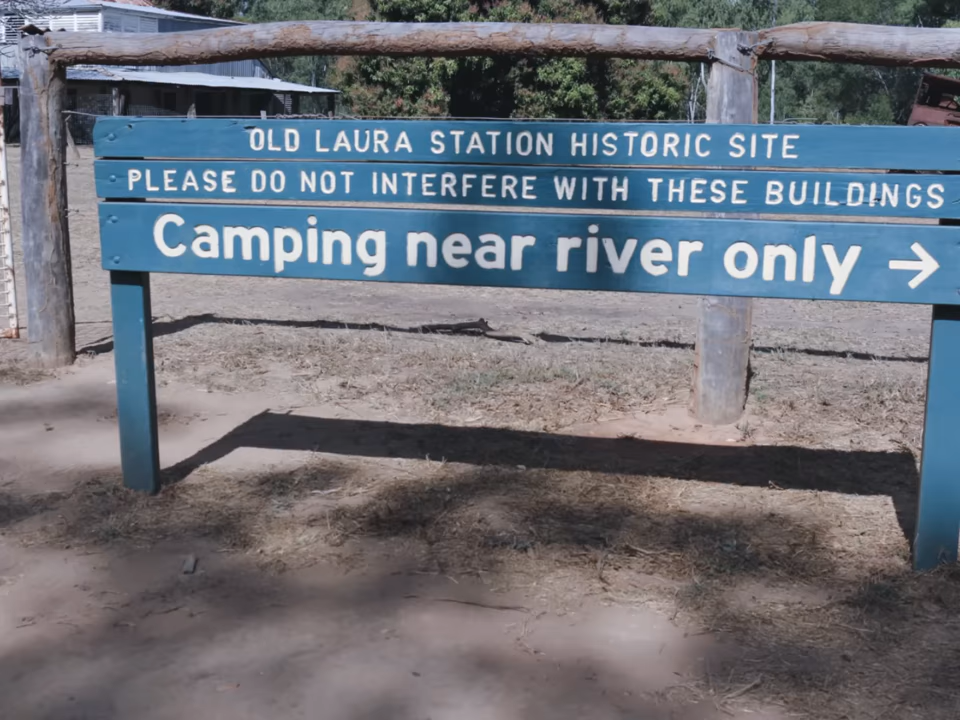 OLD LAURA STATION HISTORIC SITE
PLEASE DO NOT INTERFERE WITH THESE BUILDINGS
Camping near river only →